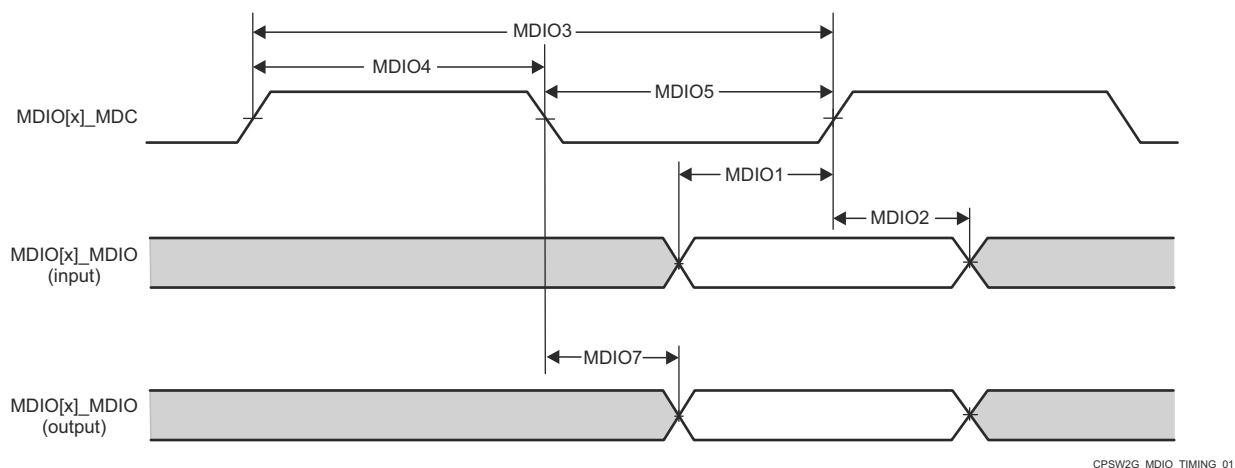 MDIO3
MDIO4
MDIO5
MDIO[x]_MDC
MDIO1
MDIO2
MDIO[x]_MDIO
(input)
MDIO7
MDIO[x]_MDIO
(output)
CPSW2G_MDIO_TIMING_01